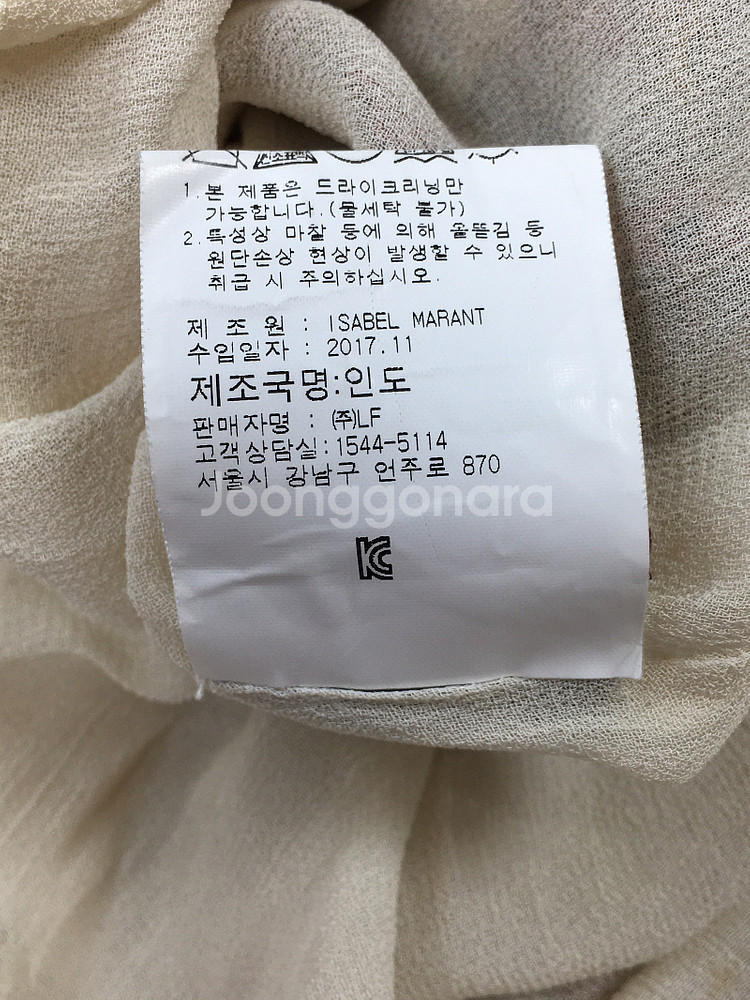 1. 본 제품은 드라이크리닝만
가능합니다.(물세탁 불가)
2. 특성상 마찰 등에 의해 올뜯김 등
원단손상 현상이 발생할 수 있으니
취급 시 주의하십시오.
제 조 원 : ISABEL MARANT
수입일자 : 2017.11
제조국명:인도
판매자명 : ㈜LF
고객상담실:1544-5114
서울시 강남구 언주로 870
Joonggonara
KC